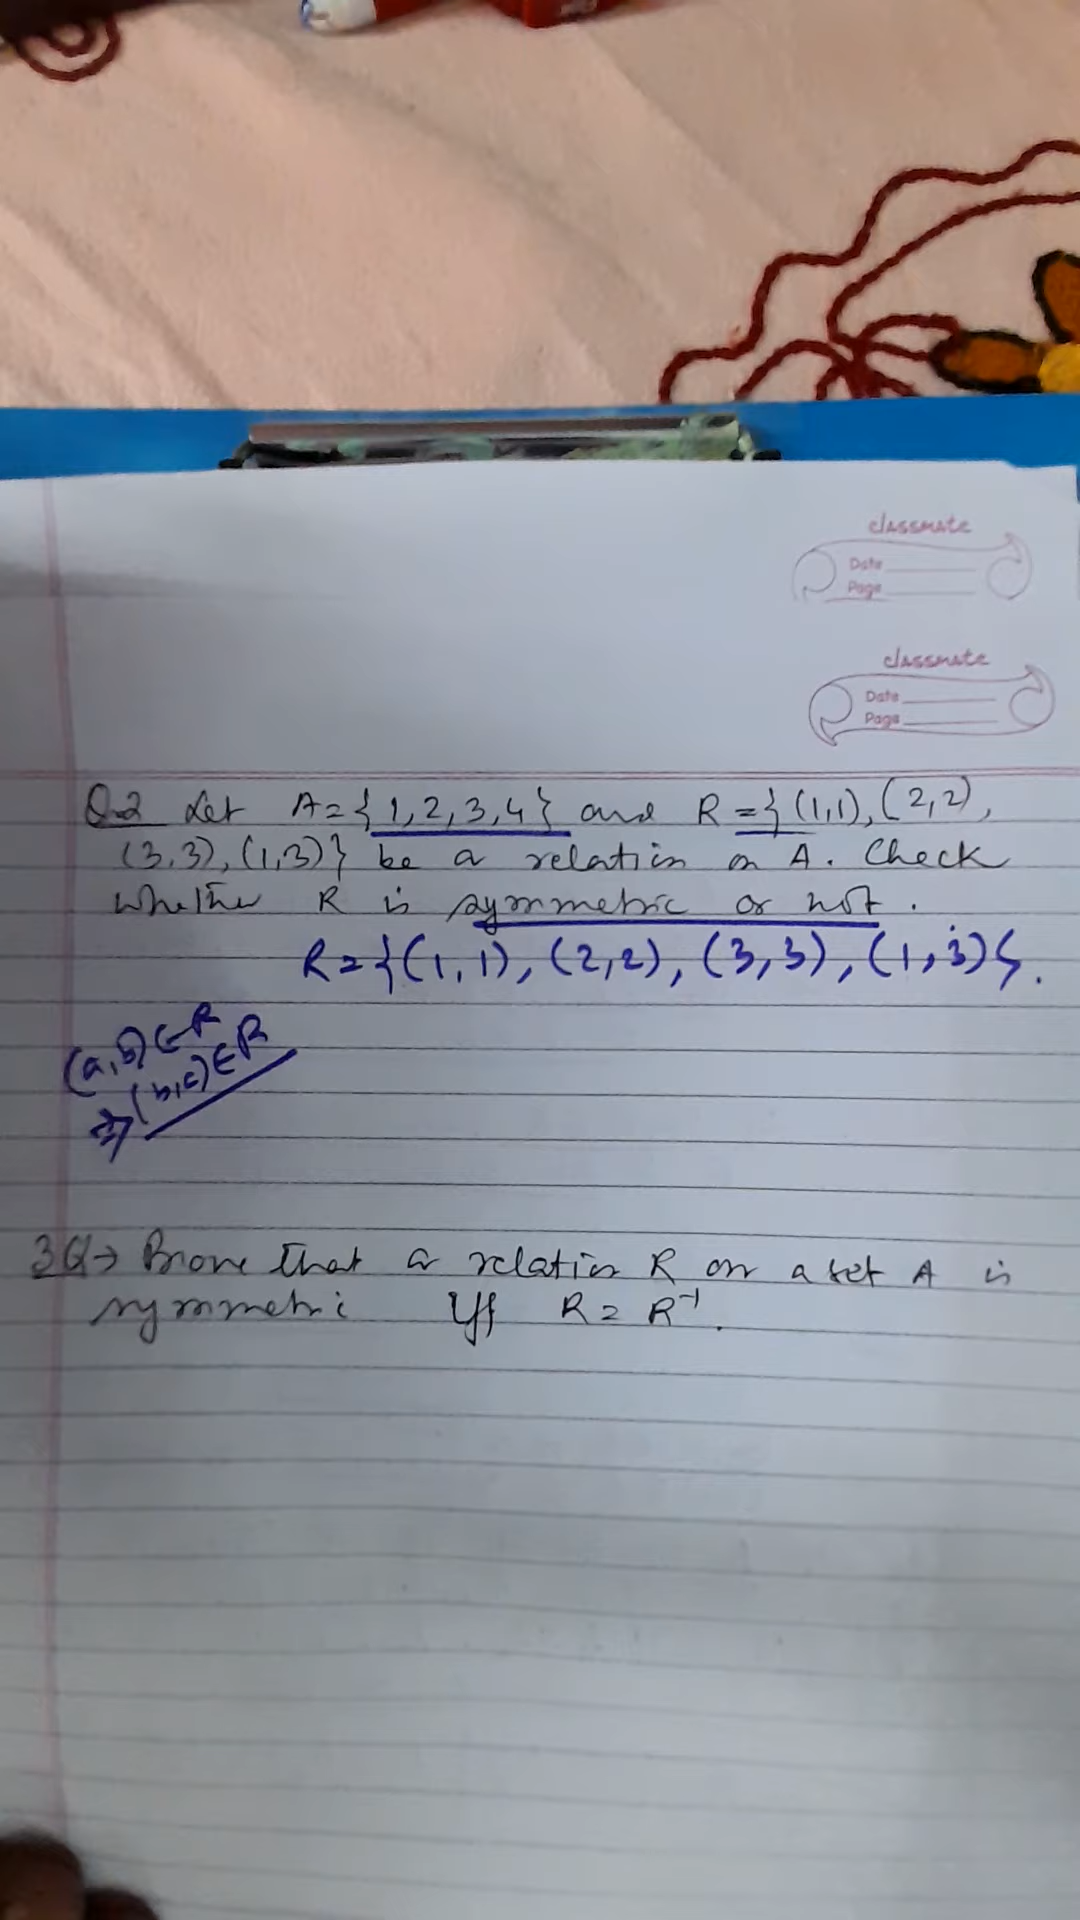 classmate
Date
Page
classmate
Date
Page
Q-2 Let A={1,2,3,4} and R={(1,1),(2,2),
(3,3),(1,3)} be a relation on A. Check
whether R is symmetric or not.
R={(1,1),(2,2),(3,3),(1,3)}.
(a,b)∈R
⇒(b,c)∈R
3Q→ Prove that a relation R on a set A is
symmetric iff R=R⁻¹.